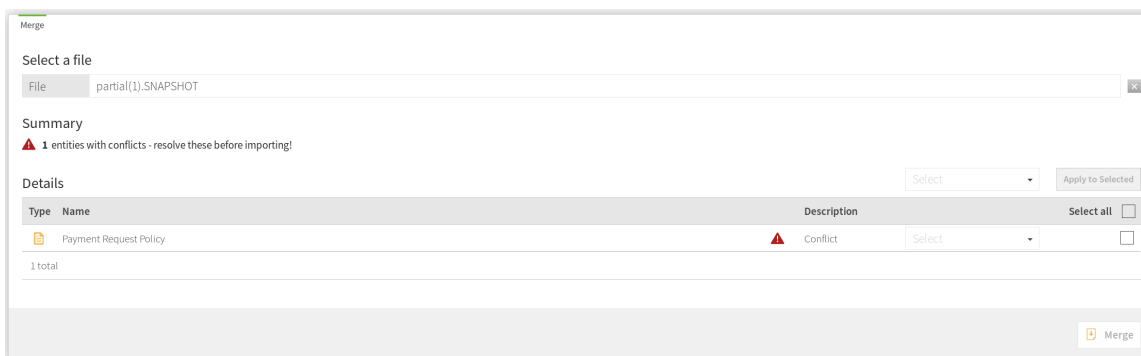 Merge
Select a file
File partial(1).SNAPSHOT
Summary
1 entities with conflicts - resolve these before importing!
Details Select Apply to Selected
Type Name Description Select all
Payment Request Policy Conflict Select
1 total
Merge